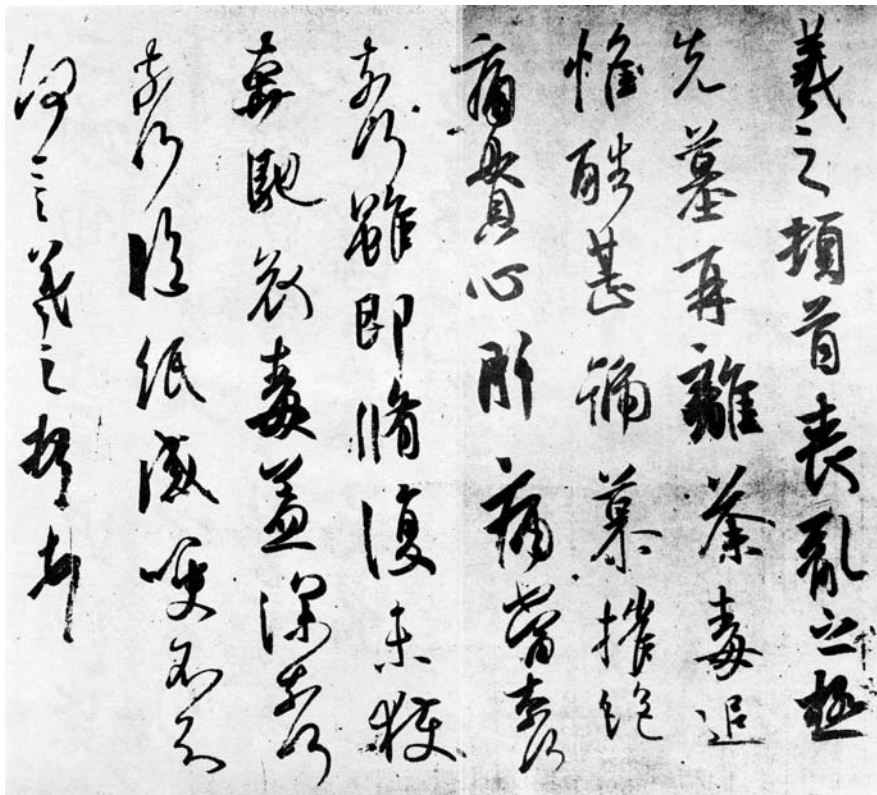 羲之頓首喪亂之極
先墓再離荼毒追
惟酷甚號慕摧絕
痛貫心肝痛當奈何
奈何雖即脩復未獲
奔馳哀毒益深奈何
奈何臨紙感哽不知
何言羲之頓首頓首